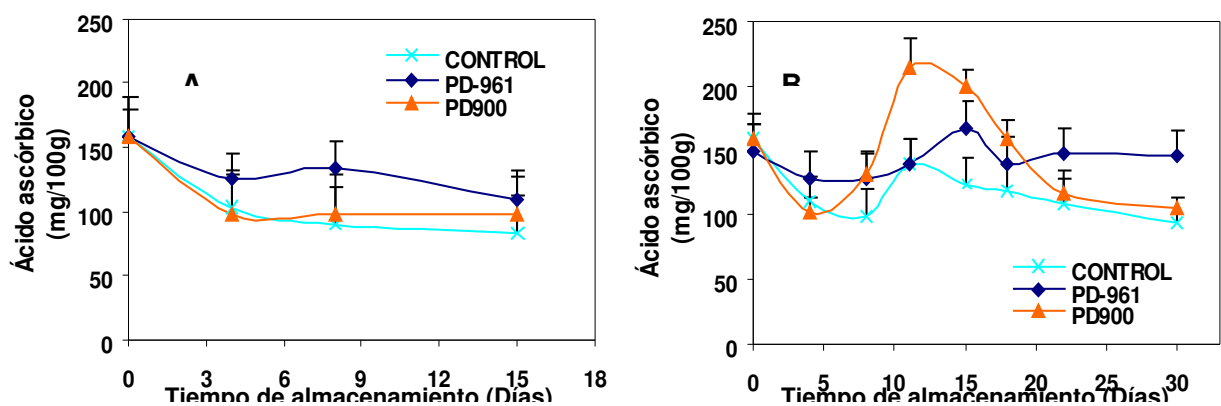 250
200
150
100
50
0
Ácido ascórbico
(mg/100g)
A
CONTROL
PD-961
PD900
0 3 6 9 12 15 18
Tiempo de almacenamiento (Días)
250
200
150
100
50
0
Ácido ascórbico
(mg/100g)
B
CONTROL
PD-961
PD900
0 5 10 15 20 25 30
Tiempo de almacenamiento (Días)